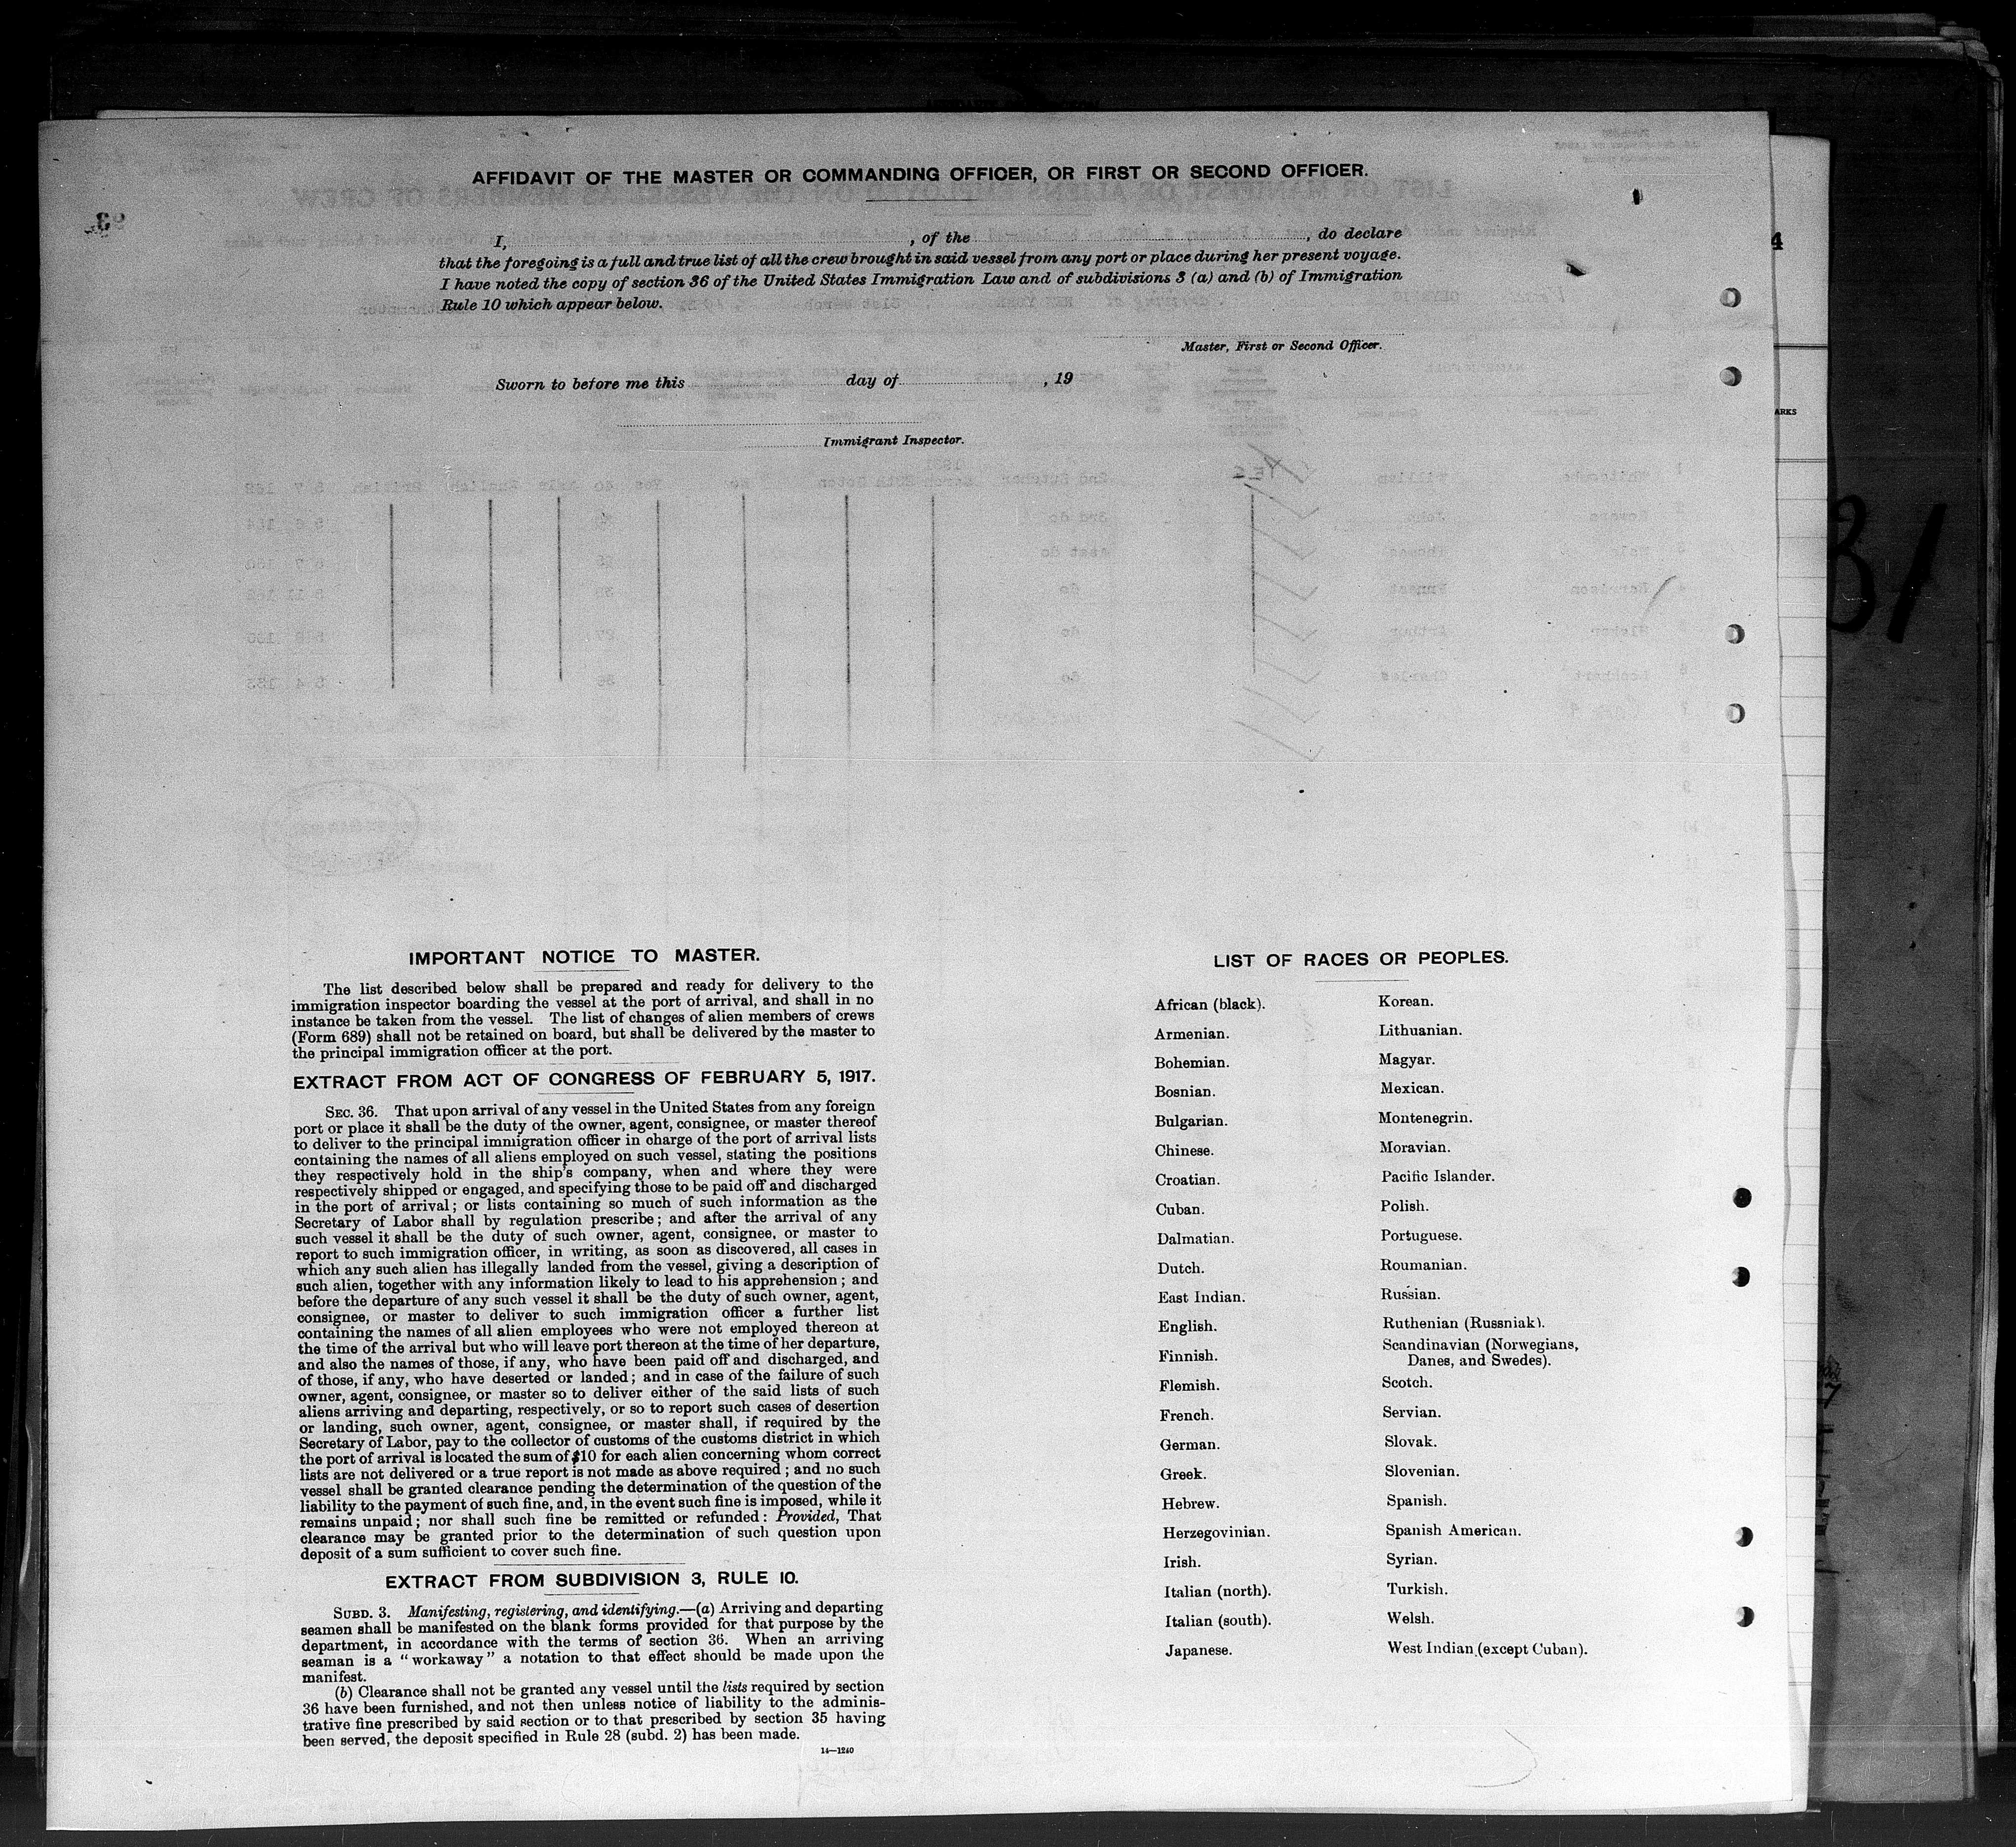 AFFIDAVIT OF THE MASTER OR COMMANDING OFFICER, OR FIRST OR SECOND OFFICER.
I, , of the , do declare
that the foregoing is a full and true list of all the crew brought in said vessel from any port or place during her present voyage.
I have noted the copy of section 36 of the United States Immigration Law and of subdivisions 3 (a) and (b) of Immigration
Rule 10 which appear below.
Master, First or Second Officer.
Sworn to before me this day of , 19
Immigrant Inspector.
4
ARKS
31
IMPORTANT NOTICE TO MASTER.
The list described below shall be prepared and ready for delivery to the
immigration inspector boarding the vessel at the port of arrival, and shall in no
instance be taken from the vessel. The list of changes of alien members of crews
(Form 689) shall not be retained on board, but shall be delivered by the master to
the principal immigration officer at the port.
EXTRACT FROM ACT OF CONGRESS OF FEBRUARY 5, 1917.
SEC. 36. That upon arrival of any vessel in the United States from any foreign
port or place it shall be the duty of the owner, agent, consignee, or master thereof
to deliver to the principal immigration officer in charge of the port of arrival lists
containing the names of all aliens employed on such vessel, stating the positions
they respectively hold in the ship's company, when and where they were
respectively shipped or engaged, and specifying those to be paid off and discharged
in the port of arrival; or lists containing so much of such information as the
Secretary of Labor shall by regulation prescribe; and after the arrival of any
such vessel it shall be the duty of such owner, agent, consignee, or master to
report to such immigration officer, in writing, as soon as discovered, all cases in
which any such alien has illegally landed from the vessel, giving a description of
such alien, together with any information likely to lead to his apprehension; and
before the departure of any such vessel it shall be the duty of such owner, agent,
consignee, or master to deliver to such immigration officer a further list
containing the names of all alien employees who were not employed thereon at
the time of the arrival but who will leave port thereon at the time of her departure,
and also the names of those, if any, who have been paid off and discharged, and
of those, if any, who have deserted or landed; and in case of the failure of such
owner, agent, consignee, or master so to deliver either of the said lists of such
aliens arriving and departing, respectively, or so to report such cases of desertion
or landing, such owner, agent, consignee, or master shall, if required by the
Secretary of Labor, pay to the collector of customs of the customs district in which
the port of arrival is located the sum of $10 for each alien concerning whom correct
lists are not delivered or a true report is not made as above required; and no such
vessel shall be granted clearance pending the determination of the question of the
liability to the payment of such fine, and, in the event such fine is imposed, while it
remains unpaid; nor shall such fine be remitted or refunded: Provided, That
clearance may be granted prior to the determination of such question upon
deposit of a sum sufficient to cover such fine.
EXTRACT FROM SUBDIVISION 3, RULE 10.
SUBD. 3. Manifesting, registering, and identifying.—(a) Arriving and departing
seamen shall be manifested on the blank forms provided for that purpose by the
department, in accordance with the terms of section 36. When an arriving
seaman is a "workaway" a notation to that effect should be made upon the
manifest.
(b) Clearance shall not be granted any vessel until the lists required by section
36 have been furnished, and not then unless notice of liability to the adminis-
trative fine prescribed by said section or to that prescribed by section 35 having
been served, the deposit specified in Rule 28 (subd. 2) has been made.
14—1240
LIST OF RACES OR PEOPLES.
African (black).
Armenian.
Bohemian.
Bosnian.
Bulgarian.
Chinese.
Croatian.
Cuban.
Dalmatian.
Dutch.
East Indian.
English.
Finnish.
Flemish.
French.
German.
Greek.
Hebrew.
Herzegovinian.
Irish.
Italian (north).
Italian (south).
Japanese.
Korean.
Lithuanian.
Magyar.
Mexican.
Montenegrin.
Moravian.
Pacific Islander.
Polish.
Portuguese.
Roumanian.
Russian.
Ruthenian (Russniak).
Scandinavian (Norwegians,
Danes, and Swedes).
Scotch.
Servian.
Slovak.
Slovenian.
Spanish.
Spanish American.
Syrian.
Turkish.
Welsh.
West Indian (except Cuban).